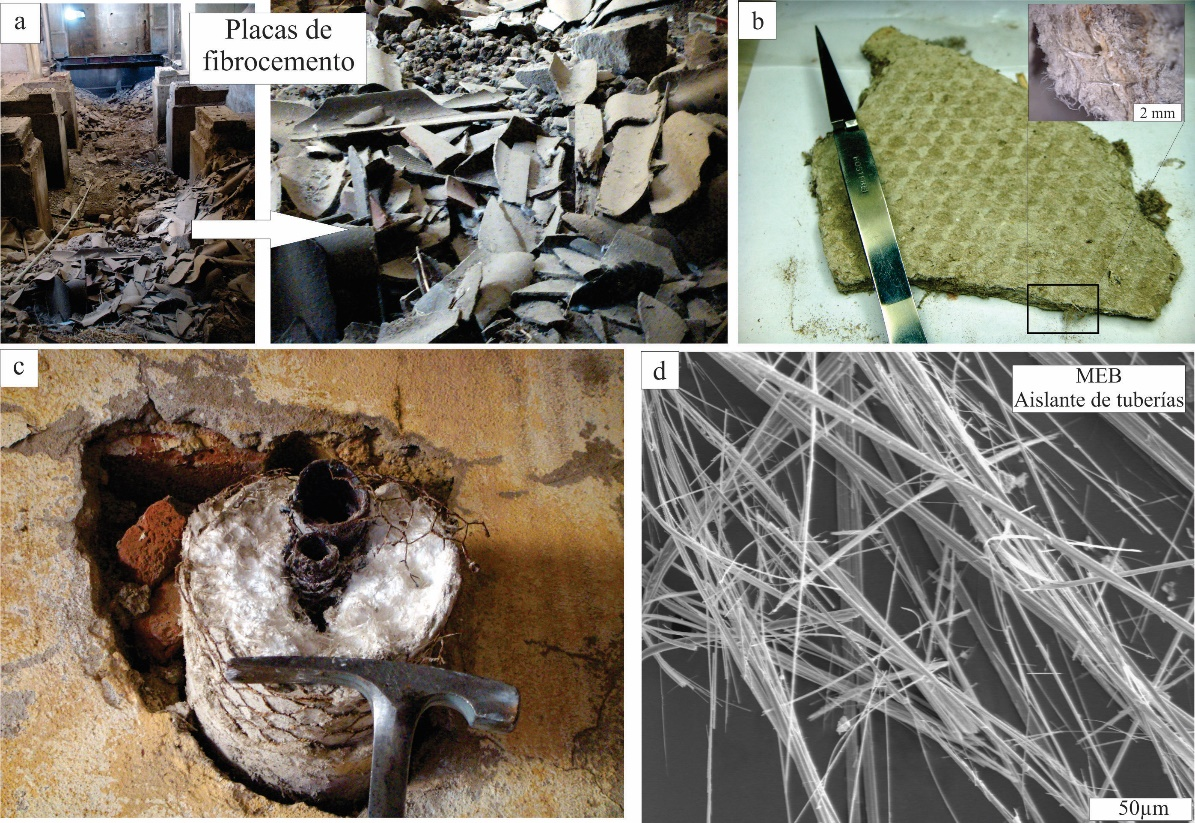 a
Placas de
fibrocemento
b
2 mm
c
d
MEB
Aislante de tuberías
50µm